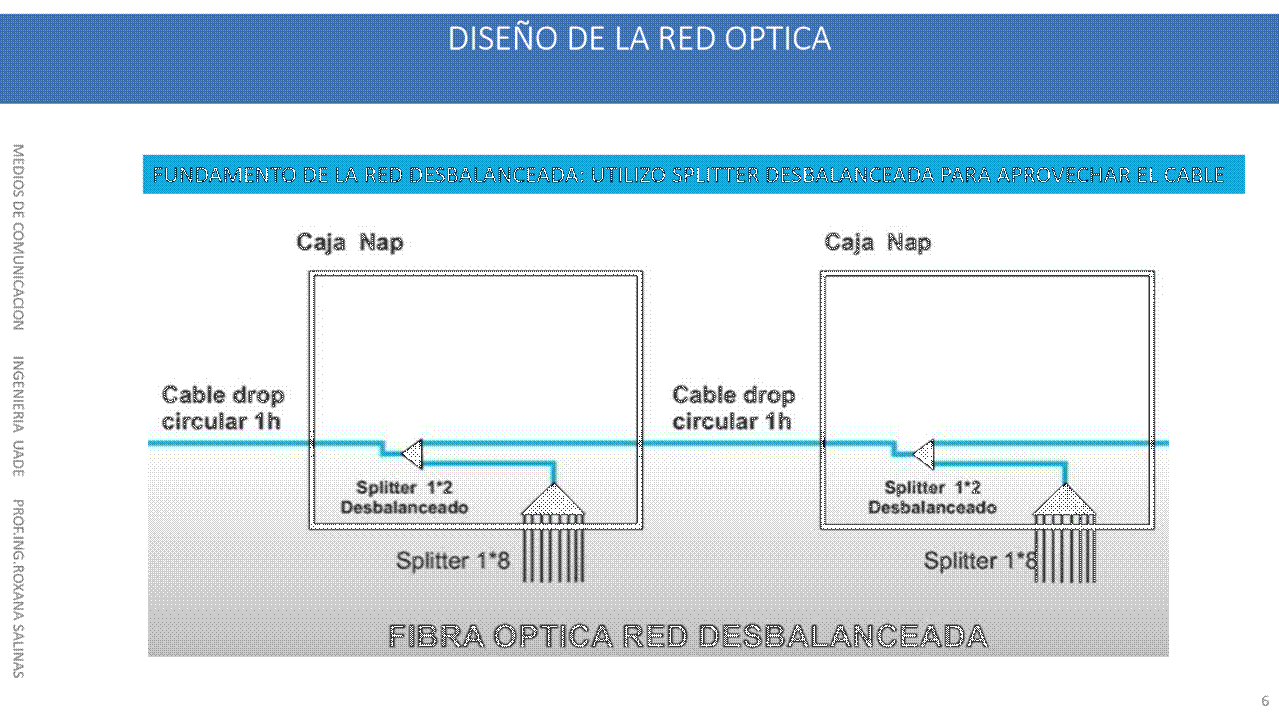 DISEÑO DE LA RED OPTICA
MEDIOS DE COMUNICACION INGENIERIA UADE PROF.ING.ROXANA SALINAS
FUNDAMENTO DE LA RED DESBALANCEADA: UTILIZO SPLITTER DESBALANCEADA PARA APROVECHAR EL CABLE
Caja Nap
Cable drop
circular 1h
Splitter 1*2
Desbalanceado
Splitter 1*8
Caja Nap
Cable drop
circular 1h
Splitter 1*2
Desbalanceado
Splitter 1*8
FIBRA OPTICA RED DESBALANCEADA
6